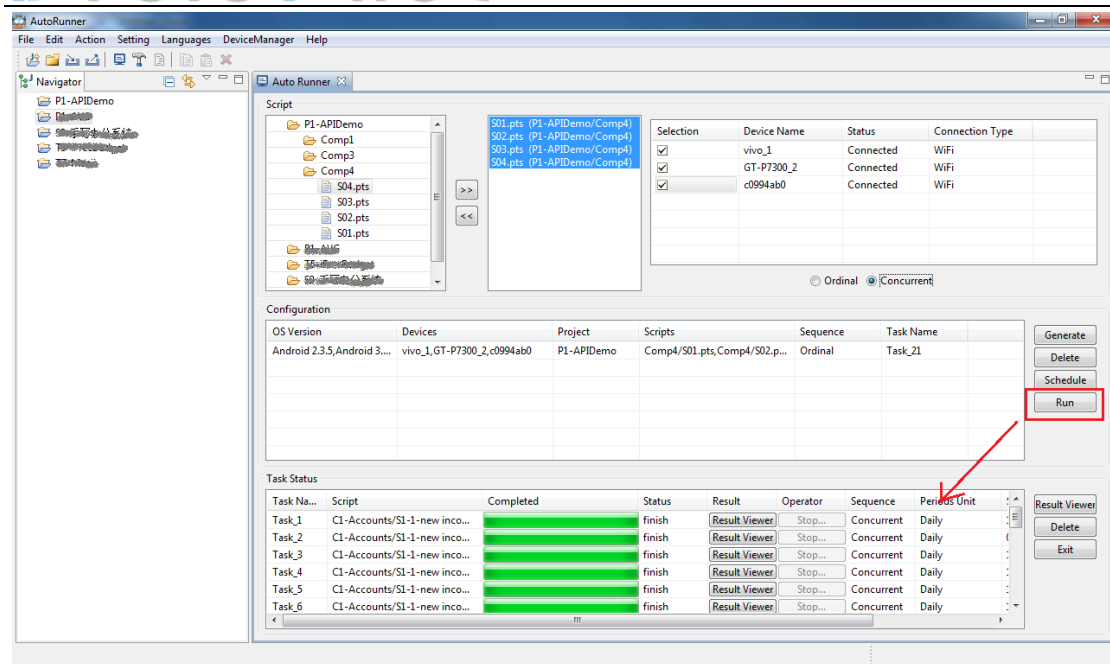 AutoRunner
File Edit Action Setting Languages DeviceManager Help
Navigator
P1-APIDemo
Auto Runner
Script
P1-APIDemo
Comp1
Comp3
Comp4
S04.pts
S03.pts
S02.pts
S01.pts
>>
<<
S01.pts (P1-APIDemo/Comp4)
S02.pts (P1-APIDemo/Comp4)
S03.pts (P1-APIDemo/Comp4)
S04.pts (P1-APIDemo/Comp4)
Selection Device Name Status Connection Type
vivo_1 Connected WiFi
GT-P7300_2 Connected WiFi
c0994ab0 Connected WiFi
Ordinal Concurrent
Configuration
OS Version Devices Project Scripts Sequence Task Name
Android 2.3.5,Android 3.... vivo_1,GT-P7300_2,c0994ab0 P1-APIDemo Comp4/S01.pts,Comp4/S02.p... Ordinal Task_21
Generate
Delete
Schedule
Run
Task Status
Task Na... Script Completed Status Result Operator Sequence Periods Unit
Task_1 C1-Accounts/S1-1-new inco... finish Result Viewer Stop... Concurrent Daily
Task_2 C1-Accounts/S1-1-new inco... finish Result Viewer Stop... Concurrent Daily
Task_3 C1-Accounts/S1-1-new inco... finish Result Viewer Stop... Concurrent Daily
Task_4 C1-Accounts/S1-1-new inco... finish Result Viewer Stop... Concurrent Daily
Task_5 C1-Accounts/S1-1-new inco... finish Result Viewer Stop... Concurrent Daily
Task_6 C1-Accounts/S1-1-new inco... finish Result Viewer Stop... Concurrent Daily
Result Viewer
Delete
Exit